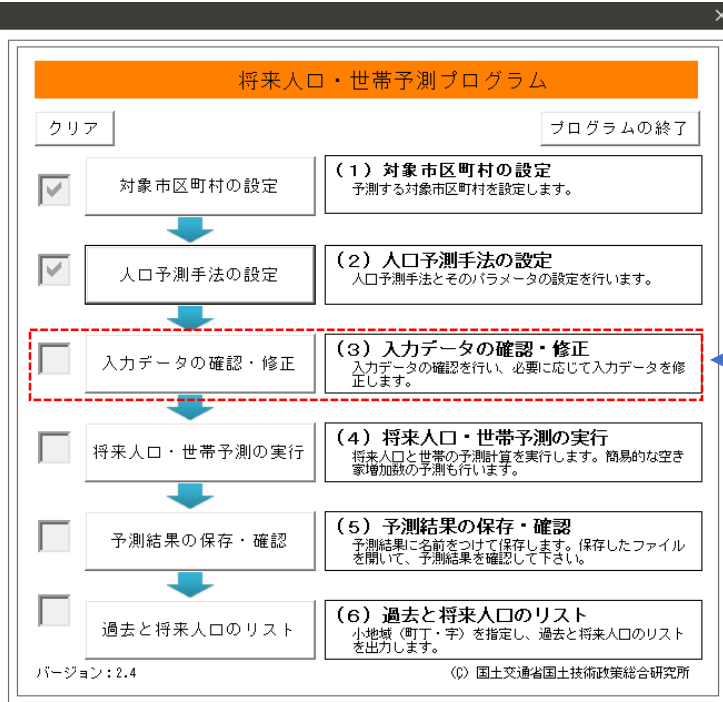 将来人口・世帯予測プログラム
クリア
プログラムの終了
対象市区町村の設定
(1)対象市区町村の設定
予測する対象市区町村を設定します。
人口予測手法の設定
(2)人口予測手法の設定
人口予測手法とそのパラメータの設定を行います。
入力データの確認・修正
(3)入力データの確認・修正
入力データの確認を行い、必要に応じて入力データを修
正します。
将来人口・世帯予測の実行
(4)将来人口・世帯予測の実行
将来人口と世帯の予測計算を実行します。簡易的な空き
家増加数の予測も行います。
予測結果の保存・確認
(5)予測結果の保存・確認
予測結果に名前をつけて保存します。保存したファイル
を開いて、予測結果を確認して下さい。
過去と将来人口のリスト
(6)過去と将来人口のリスト
小地域(町丁・字)を指定し、過去と将来人口のリスト
を出力します。
バージョン:2.4
(C) 国土交通省国土技術政策総合研究所